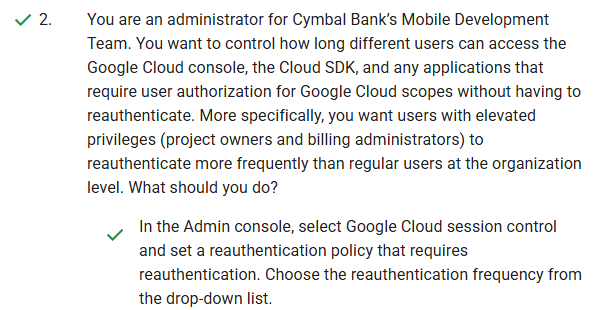 2. You are an administrator for Cymbal Bank’s Mobile Development
Team. You want to control how long different users can access the
Google Cloud console, the Cloud SDK, and any applications that
require user authorization for Google Cloud scopes without having to
reauthenticate. More specifically, you want users with elevated
privileges (project owners and billing administrators) to
reauthenticate more frequently than regular users at the organization
level. What should you do?
In the Admin console, select Google Cloud session control
and set a reauthentication policy that requires
reauthentication. Choose the reauthentication frequency from
the drop-down list.